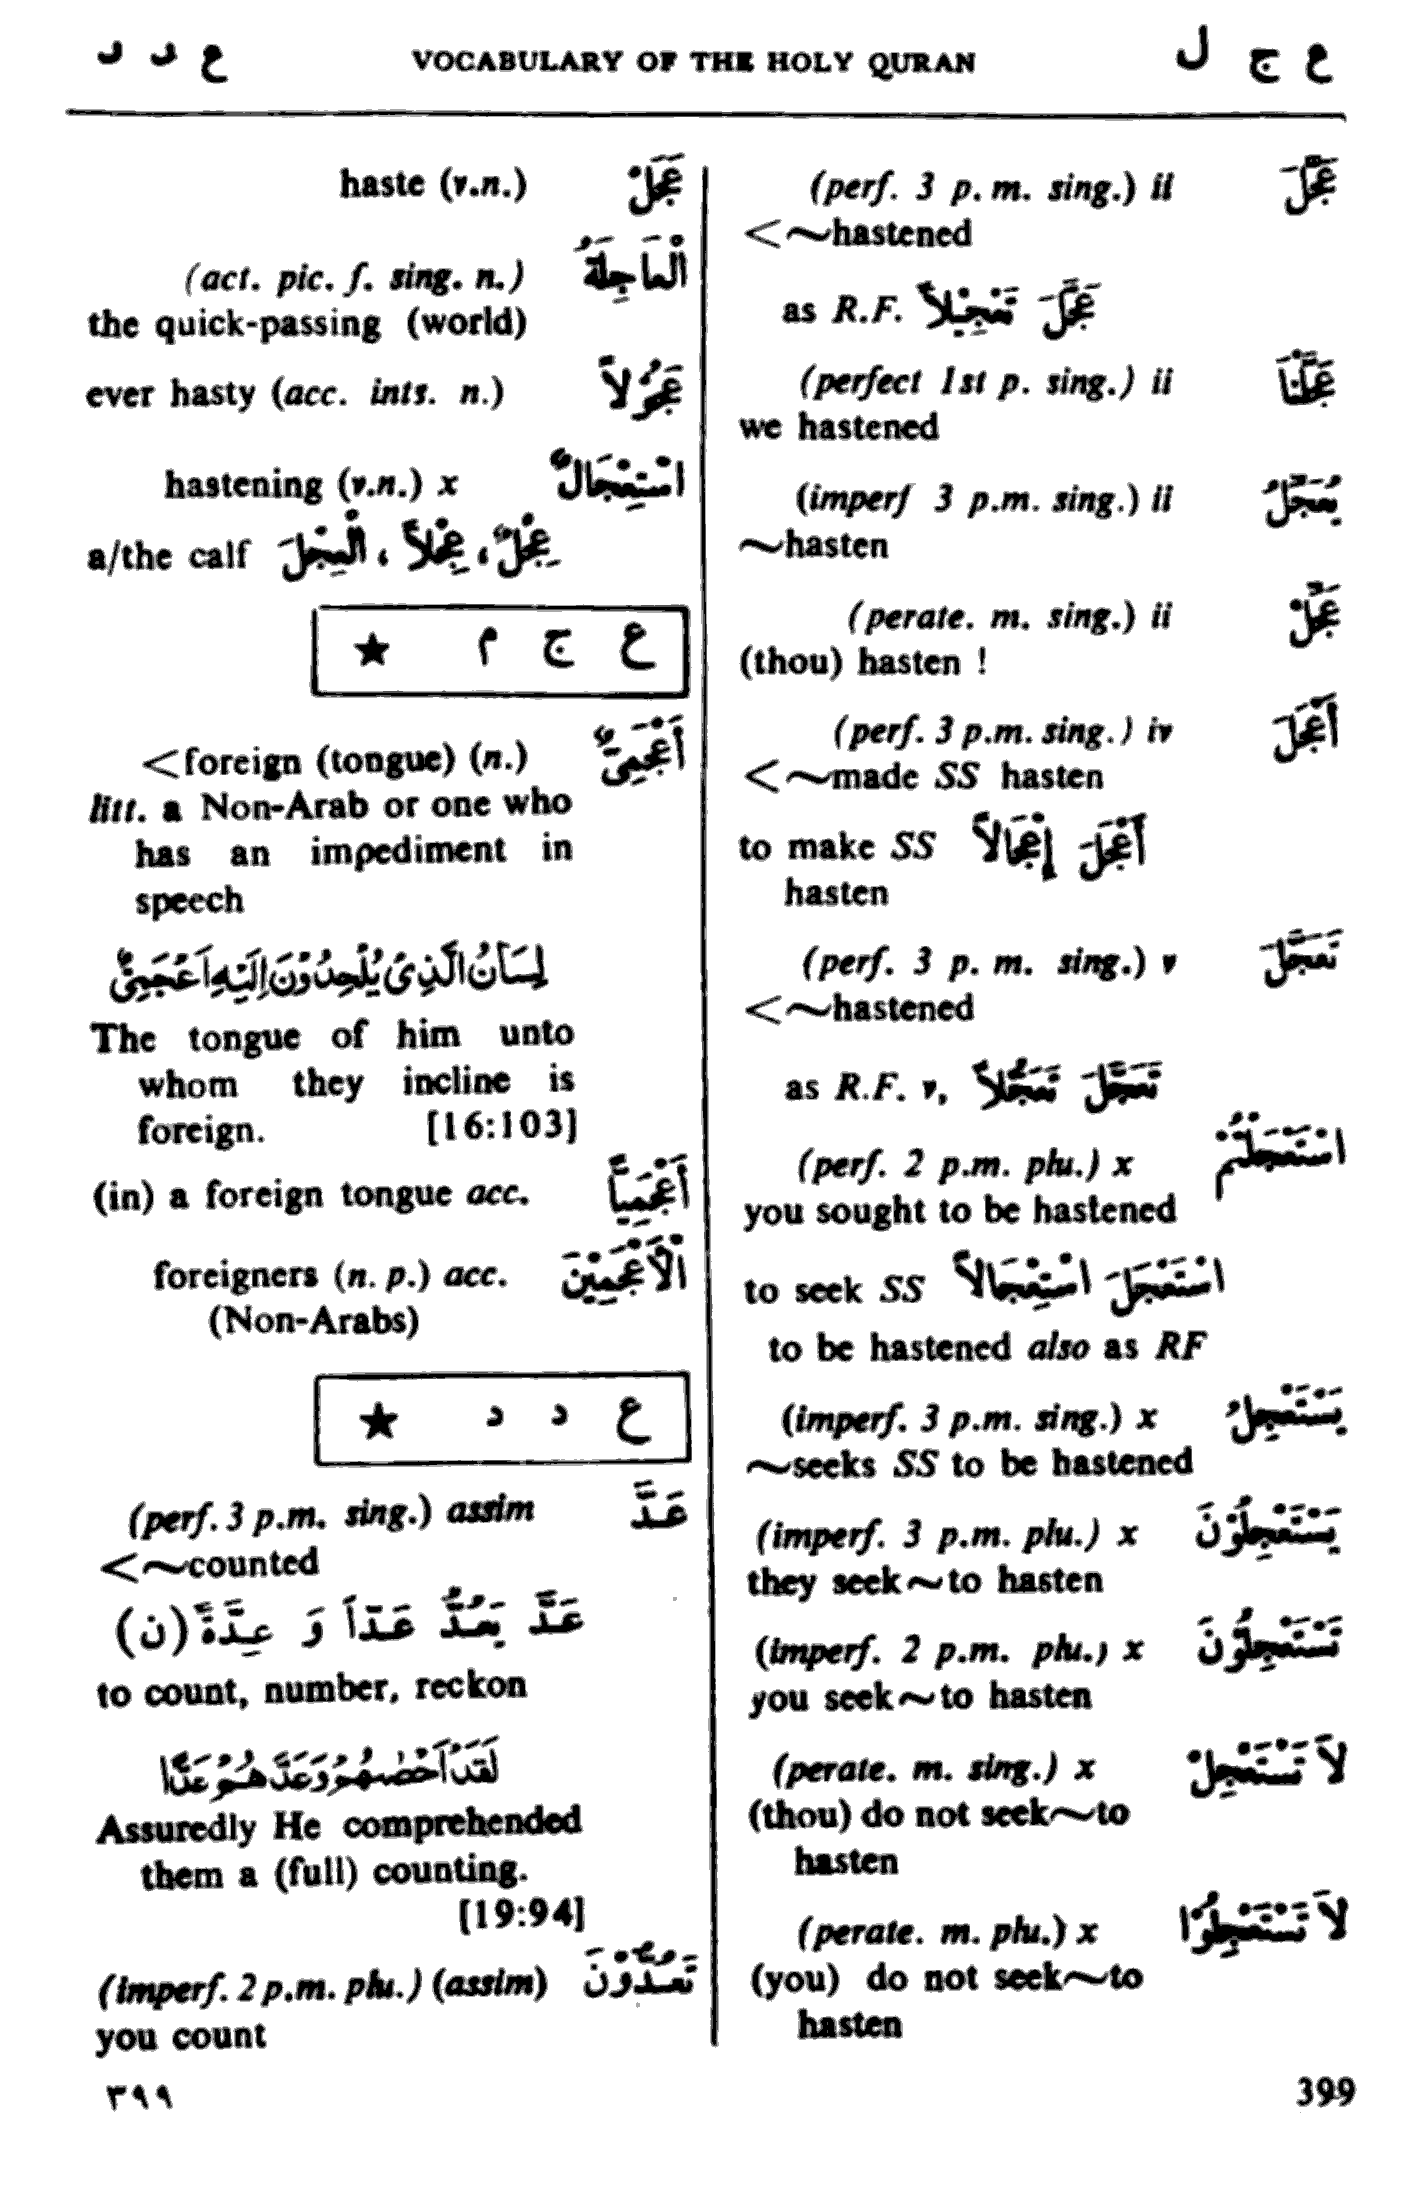 ع د د VOCABULARY OF THE HOLY QURAN ع ج ل
عَجَّلَ (perf. 3 p. m. sing.) ii
<~hastened
as R.F. عَجَّلَ تَعْجِيْلاً
عَجَّلْنَا (perfect 1st p. sing.) ii
we hastened
يُعَجِّلُ (imperf 3 p.m. sing.) ii
~hasten
عَجِّلْ (perate. m. sing.) ii
(thou) hasten !
أَعْجَلَ (perf. 3 p.m. sing.) iv
<~made SS hasten
to make SS أَعْجَلَ إِعْجَالاً
hasten
تَعَجَّلَ (perf. 3 p. m. sing.) v
<~hastened
as R.F. v, تَعَجَّلَ تَعَجُّلاً
اسْتَعْجَلْتُمْ (perf. 2 p.m. plu.) x
you sought to be hastened
to seek SS اسْتَعْجَلَ اسْتِعْجَالاً
to be hastened also as RF
يَسْتَعْجِلُ (imperf. 3 p.m. sing.) x
~seeks SS to be hastened
يَسْتَعْجِلُوْنَ (imperf. 3 p.m. plu.) x
they seek~to hasten
تَسْتَعْجِلُوْنَ (imperf. 2 p.m. plu.) x
you seek~to hasten
لاَ تَسْتَعْجِلْ (perate. m. sing.) x
(thou) do not seek~to
hasten
لاَ تَسْتَعْجِلُوْا (perate. m. plu.) x
(you) do not seek~to
hasten
عَجَلْ haste (v.n.)
الْعَاجِلَةُ (act. pic. f. sing. n.)
the quick-passing (world)
عَجُوْلاً ever hasty (acc. ints. n.)
اسْتِعْجَالٌ hastening (v.n.) x
a/the calf عِجْلٌ، عِجْلاً، الْعِجْلَ
ع ج م ★
أَعْجَمِيٌّ <foreign (tongue) (n.)
litt. a Non-Arab or one who
has an impediment in
speech
لِسَانُ الَّذِيْ يُلْحِدُوْنَ اِلَيْهِ اَعْجَمِيٌّ
The tongue of him unto
whom they incline is
foreign. [16:103]
أَعْجَمِيًّا (in) a foreign tongue acc.
الْأَعْجَمِيْنَ foreigners (n. p.) acc.
(Non-Arabs)
ع د د ★
عَدَّ (perf. 3 p.m. sing.) assim
<~counted
عَدَّ يَعُدُّ عَدّاً وَ عِدَّةً (ن)
to count, number, reckon
لَقَدْ اَحْصٰىهُمْ وَعَدَّهُمْ عَدًّا
Assuredly He comprehended
them a (full) counting.
[19:94]
تَعُدُّوْنَ (imperf. 2 p.m. plu.) (assim)
you count
٣٩٩ 399